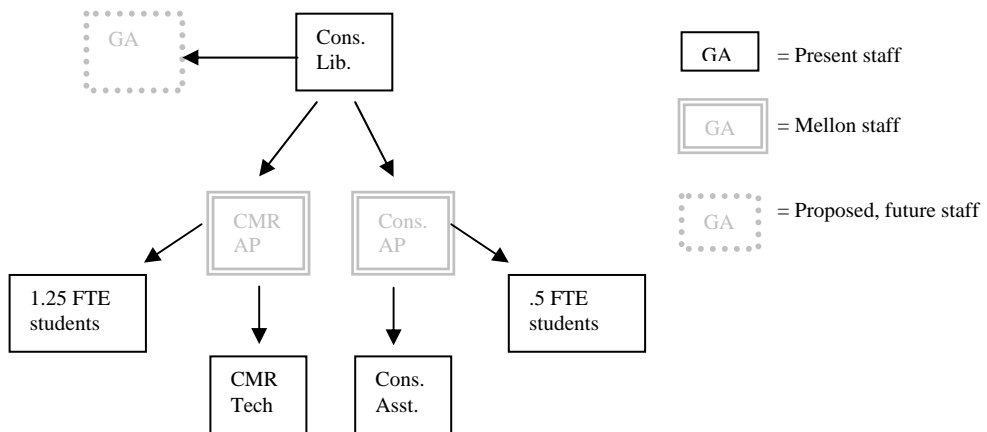 GA
Cons.
Lib.
CMR
AP
Cons.
AP
1.25 FTE
students
.5 FTE
students
CMR
Tech
Cons.
Asst.
GA
= Present staff
GA
= Mellon staff
GA
= Proposed, future staff